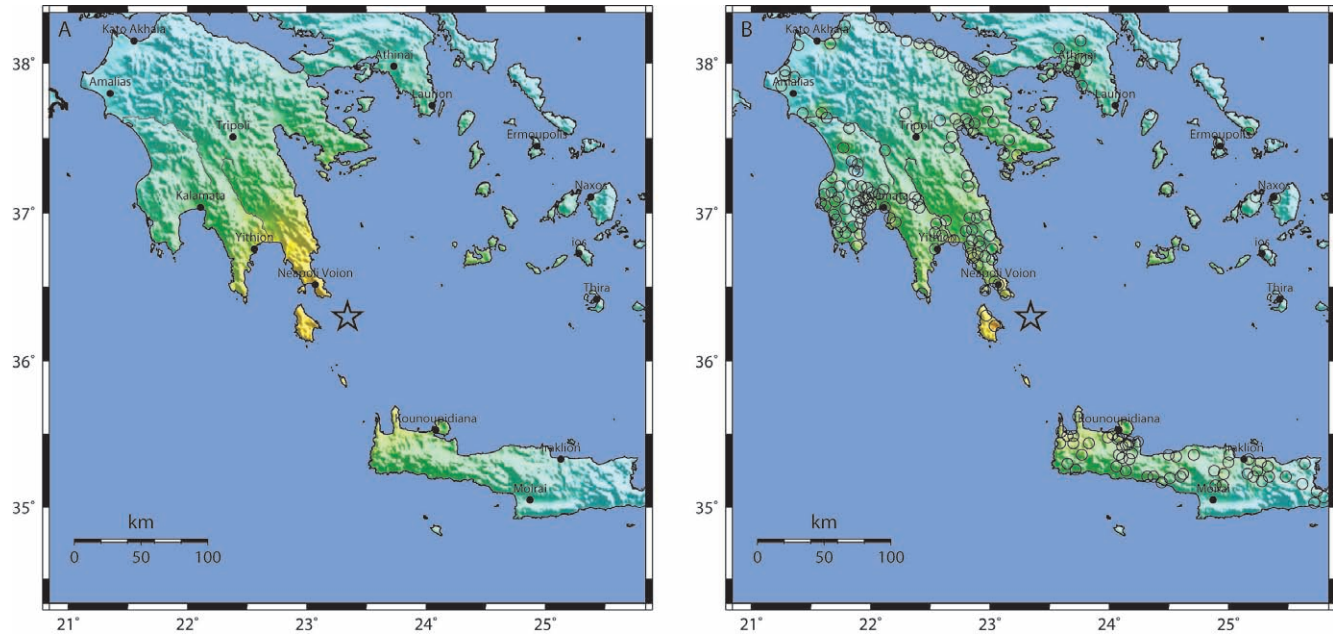 A
Kato Akhaia
38°
Athinai
Amalias
Laurion
Tripoli
Ermoupolis
Naxos
37°
Kalamata
Yithion
Ios
Neapoli Voion
Thira
36°
Kounoupidiana
Iraklion
35°
Moirai
km
0 50 100
21° 22° 23° 24° 25°
B
Kato Akhaia
38°
Athinai
Amalias
Laurion
Tripoli
Ermoupolis
Naxos
37°
Kalamata
Yithion
Ios
Neapoli Voion
Thira
36°
Kounoupidiana
Iraklion
35°
Moirai
km
0 50 100
21° 22° 23° 24° 25°